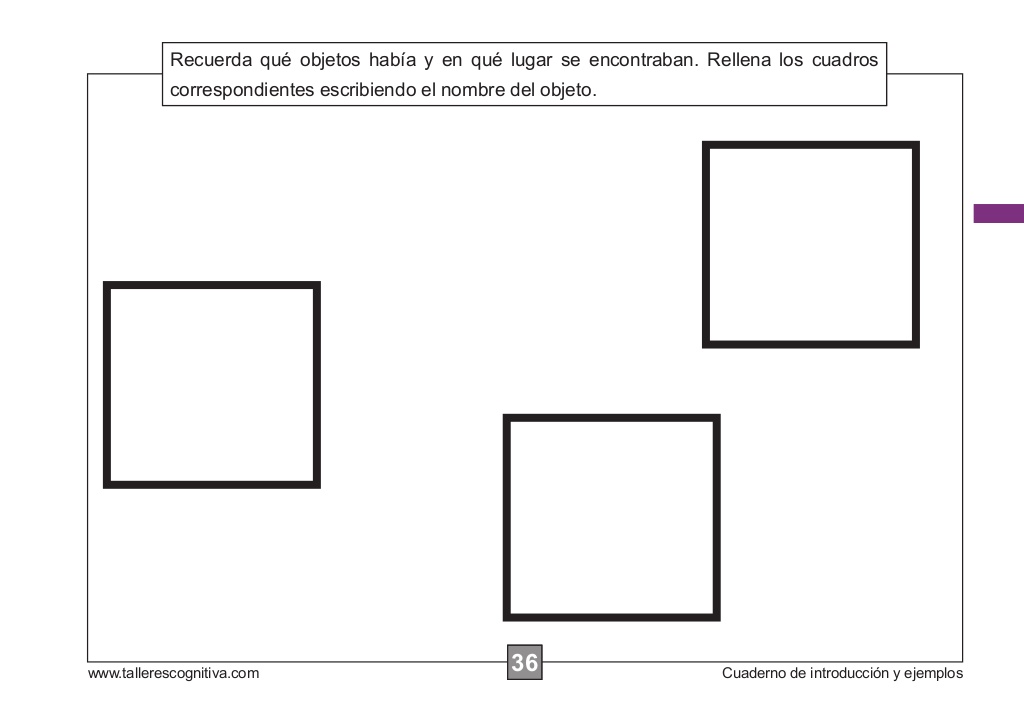 Recuerda qué objetos había y en qué lugar se encontraban. Rellena los cuadros
correspondientes escribiendo el nombre del objeto.
www.tallerescognitiva.com
36
Cuaderno de introducción y ejemplos